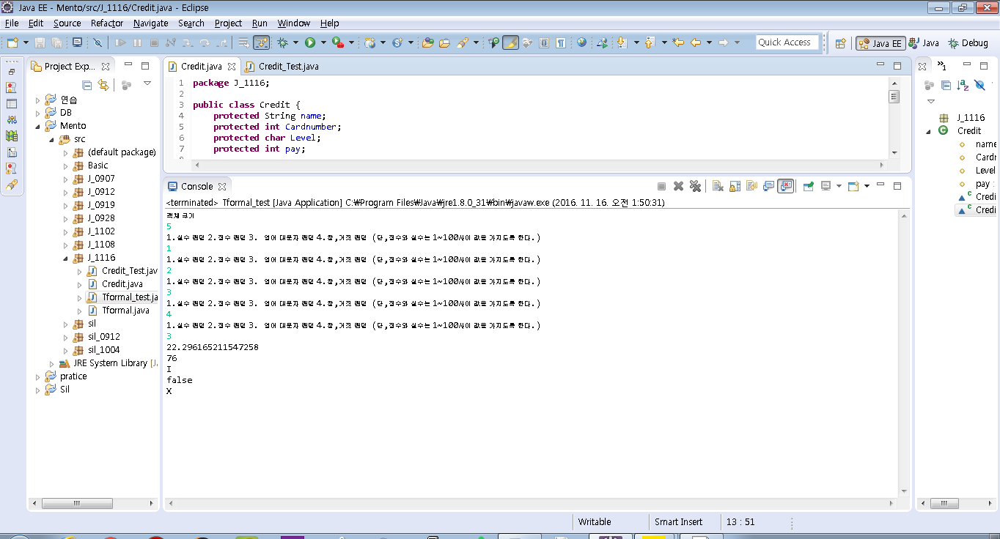 Java EE - Mento/src/J_1116/Credit.java - Eclipse
File Edit Source Refactor Navigate Search Project Run Window Help
Quick Access Java EE Java Debug
Project Exp...
연습
DB
Mento
src
(default package)
Basic
J_0907
J_0912
J_0919
J_0928
J_1102
J_1108
J_1116
Credit_Test.jav
Credit.java
Tformal_test.ja
Tformal.java
sil
sil_0912
sil_1004
JRE System Library [J
pratice
Sil
Credit.java Credit_Test.java
1 package J_1116;
2
3 public class Credit {
4 protected String name;
5 protected int Cardnumber;
6 protected char Level;
7 protected int pay;
Console
<terminated> Tformal_test [Java Application] C:₩Program Files₩Java₩jre1.8.0_31₩bin₩javaw.exe (2016. 11. 16. 오전 1:50:31)
객체 크기
5
1.실수 랜덤 2.정수 랜덤 3. 영어 대문자 랜덤 4.참,거짓 랜덤 (단,정수와 실수는 1~100사이 값을 가지도록 한다.)
1
1.실수 랜덤 2.정수 랜덤 3. 영어 대문자 랜덤 4.참,거짓 랜덤 (단,정수와 실수는 1~100사이 값을 가지도록 한다.)
2
1.실수 랜덤 2.정수 랜덤 3. 영어 대문자 랜덤 4.참,거짓 랜덤 (단,정수와 실수는 1~100사이 값을 가지도록 한다.)
3
1.실수 랜덤 2.정수 랜덤 3. 영어 대문자 랜덤 4.참,거짓 랜덤 (단,정수와 실수는 1~100사이 값을 가지도록 한다.)
4
1.실수 랜덤 2.정수 랜덤 3. 영어 대문자 랜덤 4.참,거짓 랜덤 (단,정수와 실수는 1~100사이 값을 가지도록 한다.)
3
22.296165211547258
76
I
false
X
J_1116
Credit
name
Cardr
Level
pay :
Credi
Credi
Writable Smart Insert 13 : 51